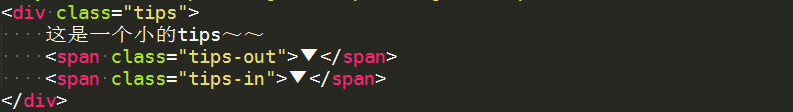 <div class="tips">
    这是一个小的tips～～
    <span class="tips-out">▼</span>
    <span class="tips-in">▼</span>
</div>